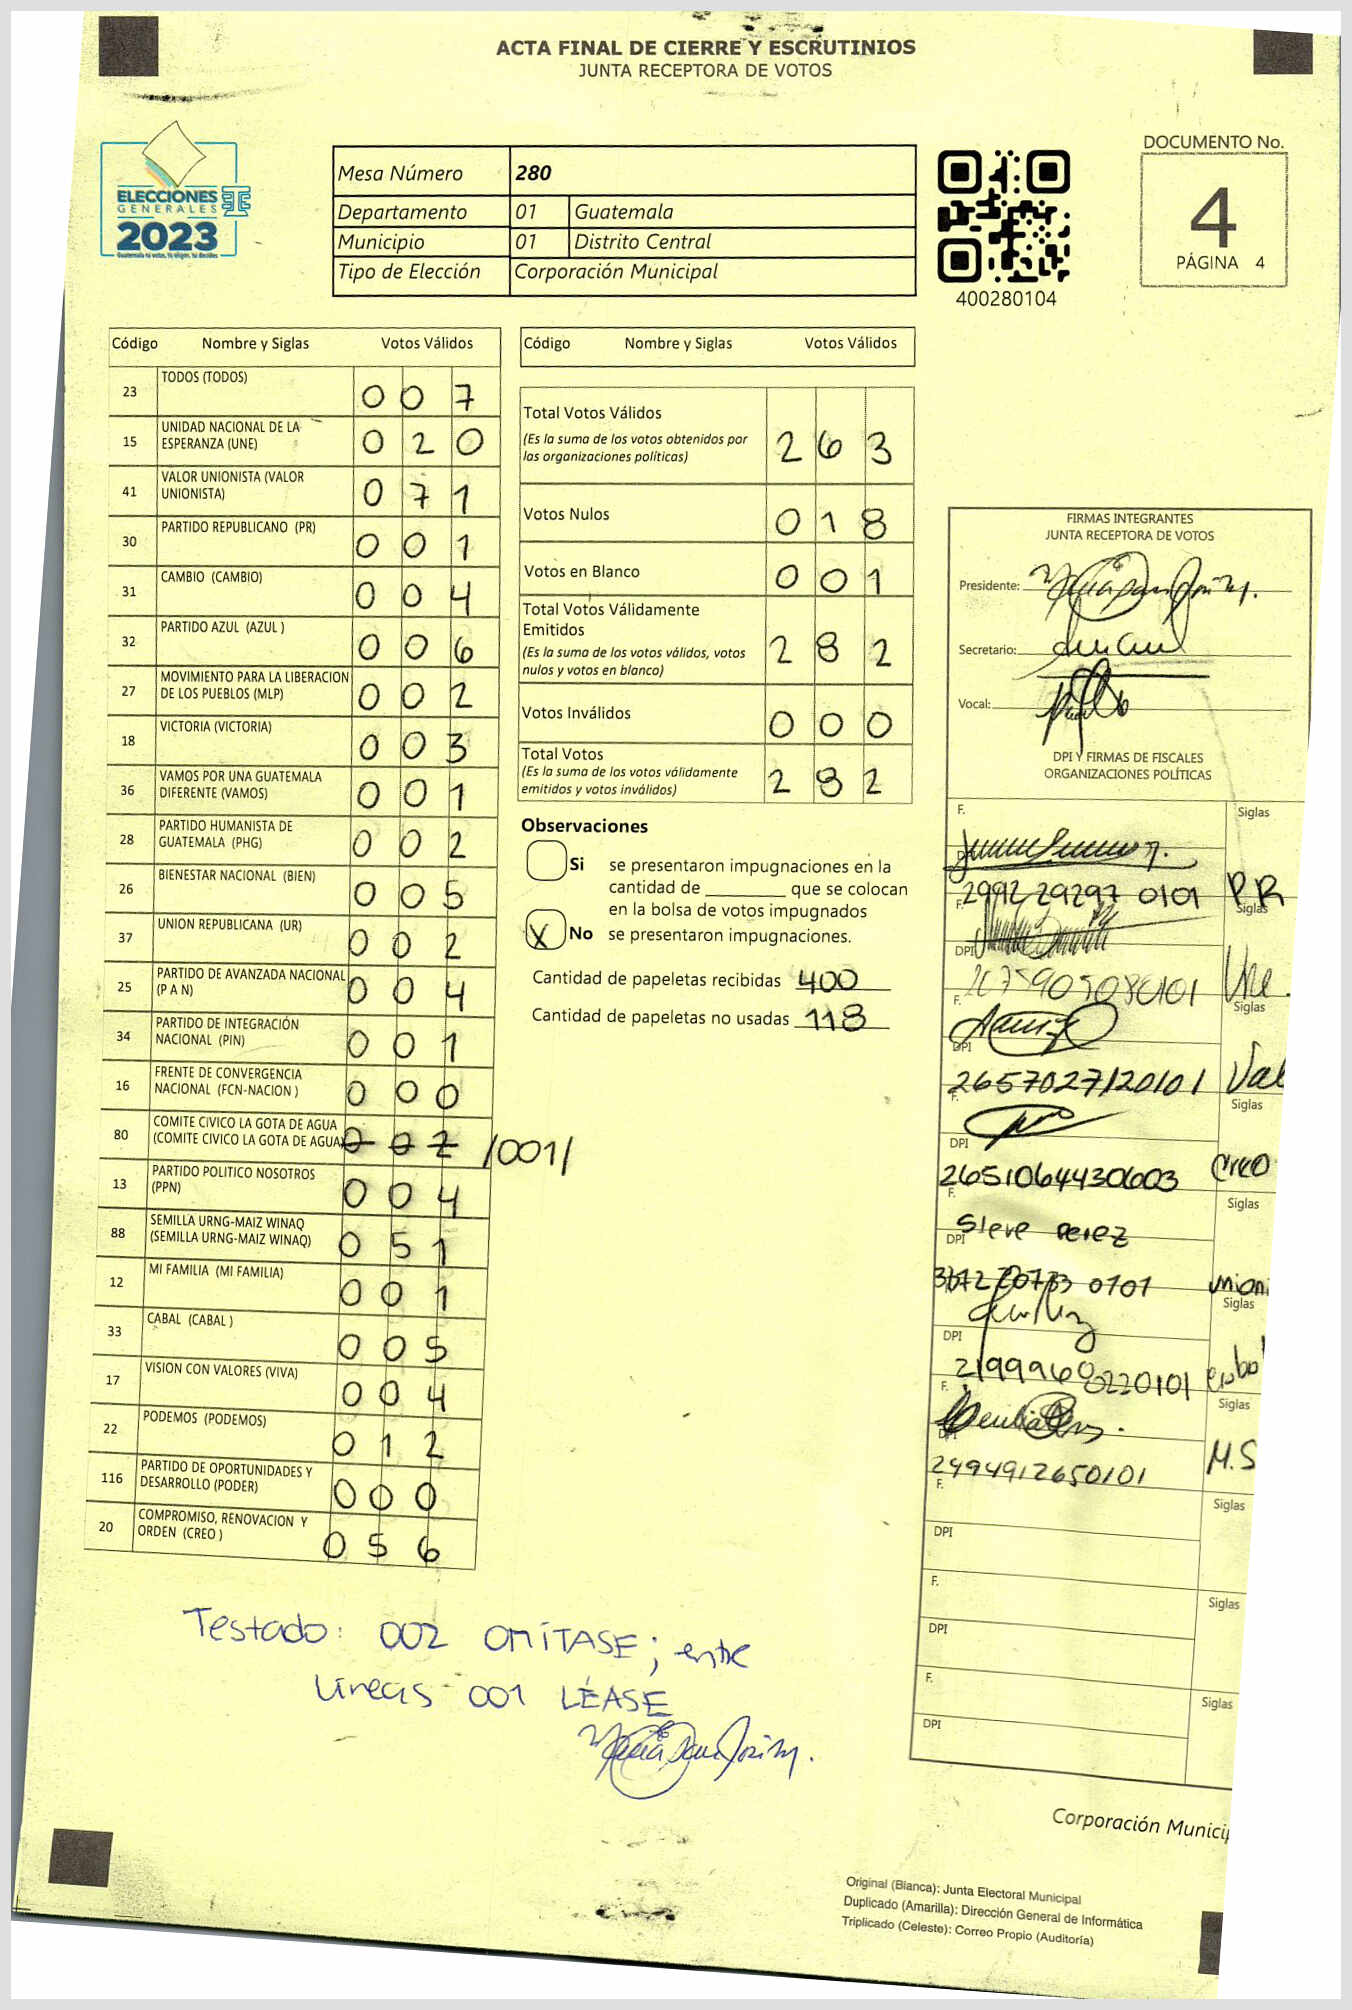 ACTA FINAL DE CIERRE Y ESCRUTINIOS
JUNTA RECEPTORA DE VOTOS
ELECCIONES
GENERALES
2023
Guatemala tu votas, Tu eliges, tu decides
Mesa Número 280
Departamento 01 Guatemala
Municipio 01 Distrito Central
Tipo de Elección Corporación Municipal
400280104
DOCUMENTO No.
4
PÁGINA 4
Código Nombre y Siglas Votos Válidos
23 TODOS (TODOS) 0 0 7
15 UNIDAD NACIONAL DE LA ESPERANZA (UNE) 0 2 0
41 VALOR UNIONISTA (VALOR UNIONISTA) 0 7 1
30 PARTIDO REPUBLICANO (PR) 0 0 1
31 CAMBIO (CAMBIO) 0 0 4
32 PARTIDO AZUL (AZUL ) 0 0 6
27 MOVIMIENTO PARA LA LIBERACION DE LOS PUEBLOS (MLP) 0 0 2
18 VICTORIA (VICTORIA) 0 0 3
36 VAMOS POR UNA GUATEMALA DIFERENTE (VAMOS) 0 0 1
28 PARTIDO HUMANISTA DE GUATEMALA (PHG) 0 0 2
26 BIENESTAR NACIONAL (BIEN) 0 0 5
37 UNION REPUBLICANA (UR) 0 0 2
25 PARTIDO DE AVANZADA NACIONAL (P A N) 0 0 4
34 PARTIDO DE INTEGRACIÓN NACIONAL (PIN) 0 0 1
16 FRENTE DE CONVERGENCIA NACIONAL (FCN-NACION ) 0 0 0
80 COMITE CIVICO LA GOTA DE AGUA (COMITE CIVICO LA GOTA DE AGUA) 0 0 2 /001/
13 PARTIDO POLITICO NOSOTROS (PPN) 0 0 4
88 SEMILLA URNG-MAIZ WINAQ (SEMILLA URNG-MAIZ WINAQ) 0 5 1
12 MI FAMILIA (MI FAMILIA) 0 0 1
33 CABAL (CABAL ) 0 0 5
17 VISION CON VALORES (VIVA) 0 0 4
22 PODEMOS (PODEMOS) 0 1 2
116 PARTIDO DE OPORTUNIDADES Y DESARROLLO (PODER) 0 0 0
20 COMPROMISO, RENOVACION Y ORDEN (CREO ) 0 5 6
Código Nombre y Siglas Votos Válidos
Total Votos Válidos 2 6 3
(Es la suma de los votos obtenidos por
las organizaciones políticas)
Votos Nulos 0 1 8
Votos en Blanco 0 0 1
Total Votos Válidamente
Emitidos 2 8 2
(Es la suma de los votos válidos, votos
nulos y votos en blanco)
Votos Inválidos 0 0 0
Total Votos 2 8 2
(Es la suma de los votos válidamente
emitidos y votos inválidos)
Observaciones
Si se presentaron impugnaciones en la
cantidad de ________ que se colocan
en la bolsa de votos impugnados
X No se presentaron impugnaciones.
Cantidad de papeletas recibidas 400
Cantidad de papeletas no usadas 118
FIRMAS INTEGRANTES
JUNTA RECEPTORA DE VOTOS
Presidente:
Secretario:
Vocal:
DPI Y FIRMAS DE FISCALES
ORGANIZACIONES POLÍTICAS
F. Siglas
2992 29297 0101 PR
F. Siglas
DPI Une.
F. Siglas
DPI 2657027120101 Val
F. Siglas
DPI 2651064430603 Creo
F. Siglas
Steve Perez
DPI 0101 unioni
Siglas
DPI
F. Siglas
DPI 2494912650101 M.S
F. Siglas
DPI
F. Siglas
DPI
F. Siglas
DPI
Testado: 002 OMÍTASE; entre
líneas 001 LÉASE
Corporación Municip
Original (Blanca): Junta Electoral Municipal
Duplicado (Amarilla): Dirección General de Informática
Triplicado (Celeste): Correo Propio (Auditoría)